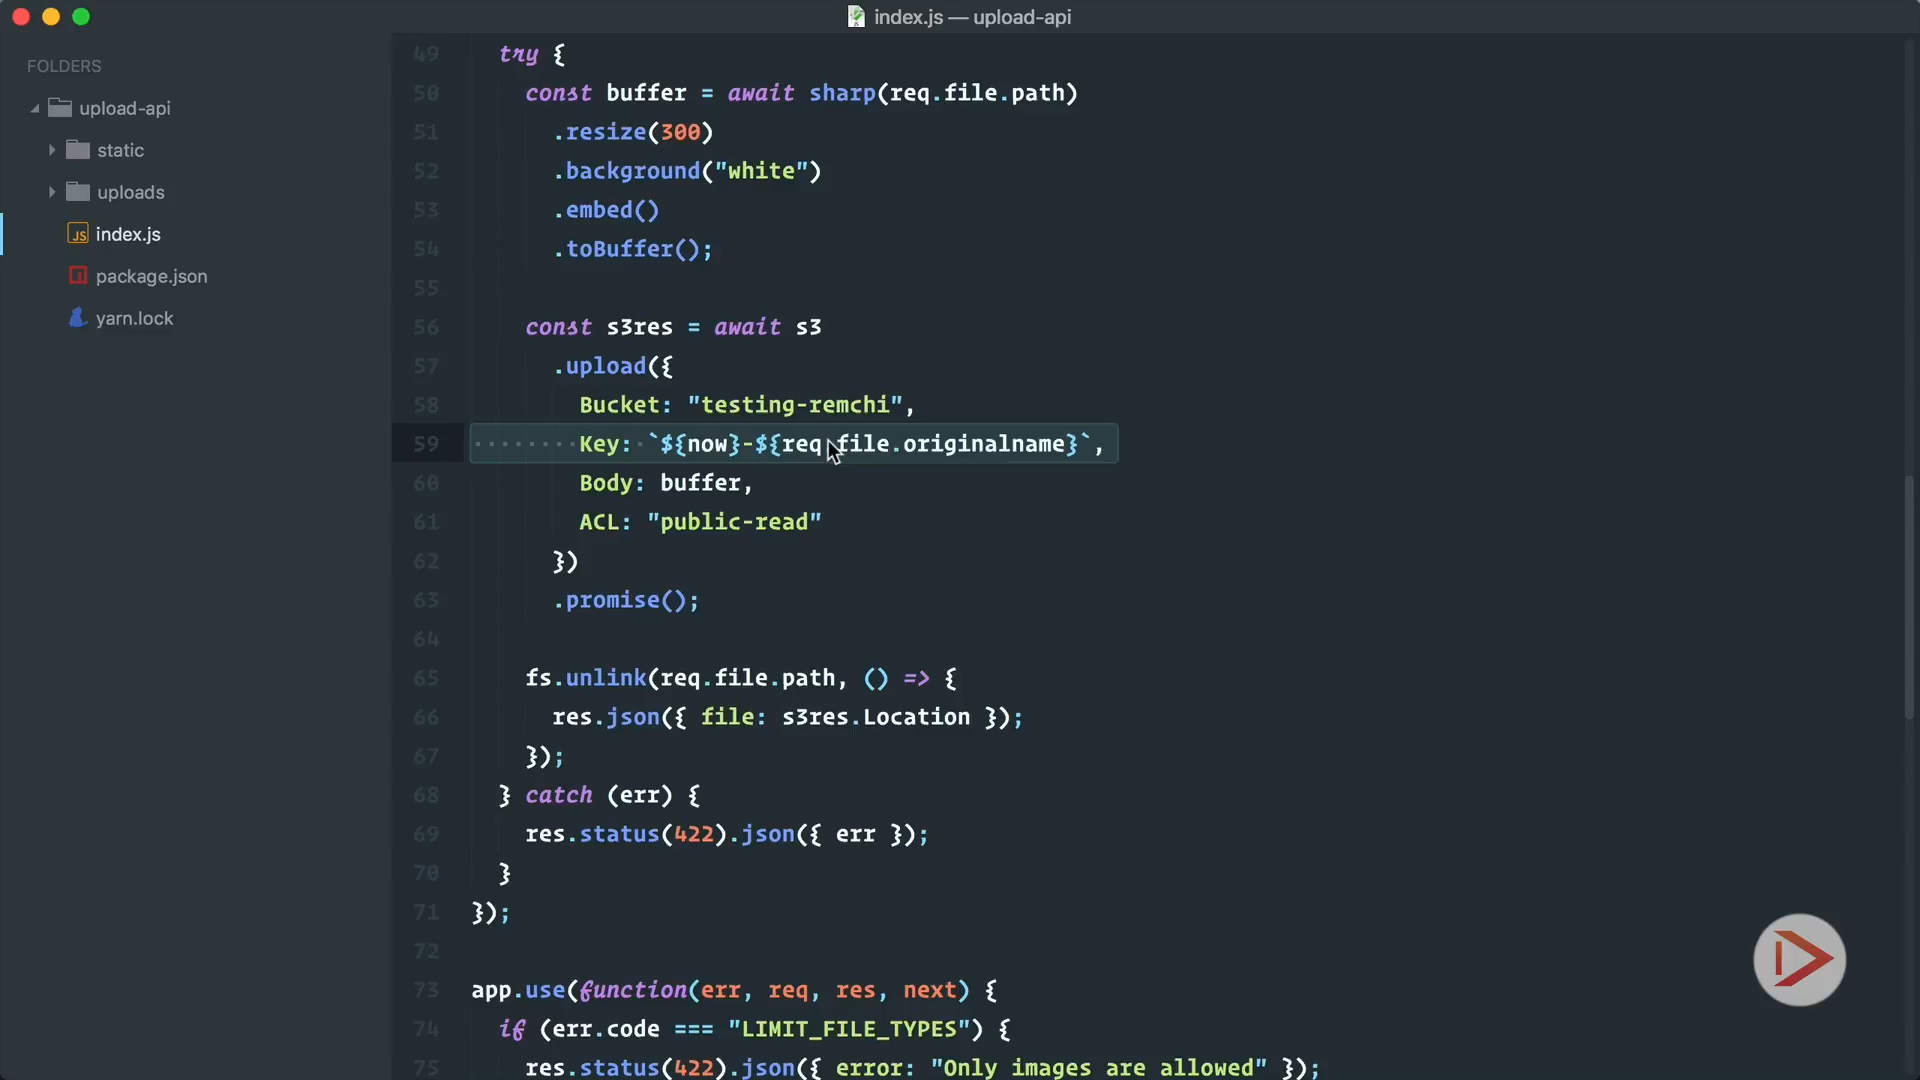 index.js — upload-api
FOLDERS
upload-api
static
uploads
index.js
package.json
yarn.lock
49 try {
50 const buffer = await sharp(req.file.path)
51 .resize(300)
52 .background("white")
53 .embed()
54 .toBuffer();
55
56 const s3res = await s3
57 .upload({
58 Bucket: "testing-remchi",
59 Key: `${now}-${req.file.originalname}`,
60 Body: buffer,
61 ACL: "public-read"
62 })
63 .promise();
64
65 fs.unlink(req.file.path, () => {
66 res.json({ file: s3res.Location });
67 });
68 } catch (err) {
69 res.status(422).json({ err });
70 }
71 });
72
73 app.use(function(err, req, res, next) {
74 if (err.code === "LIMIT_FILE_TYPES") {
75 res.status(422).json({ error: "Only images are allowed" });